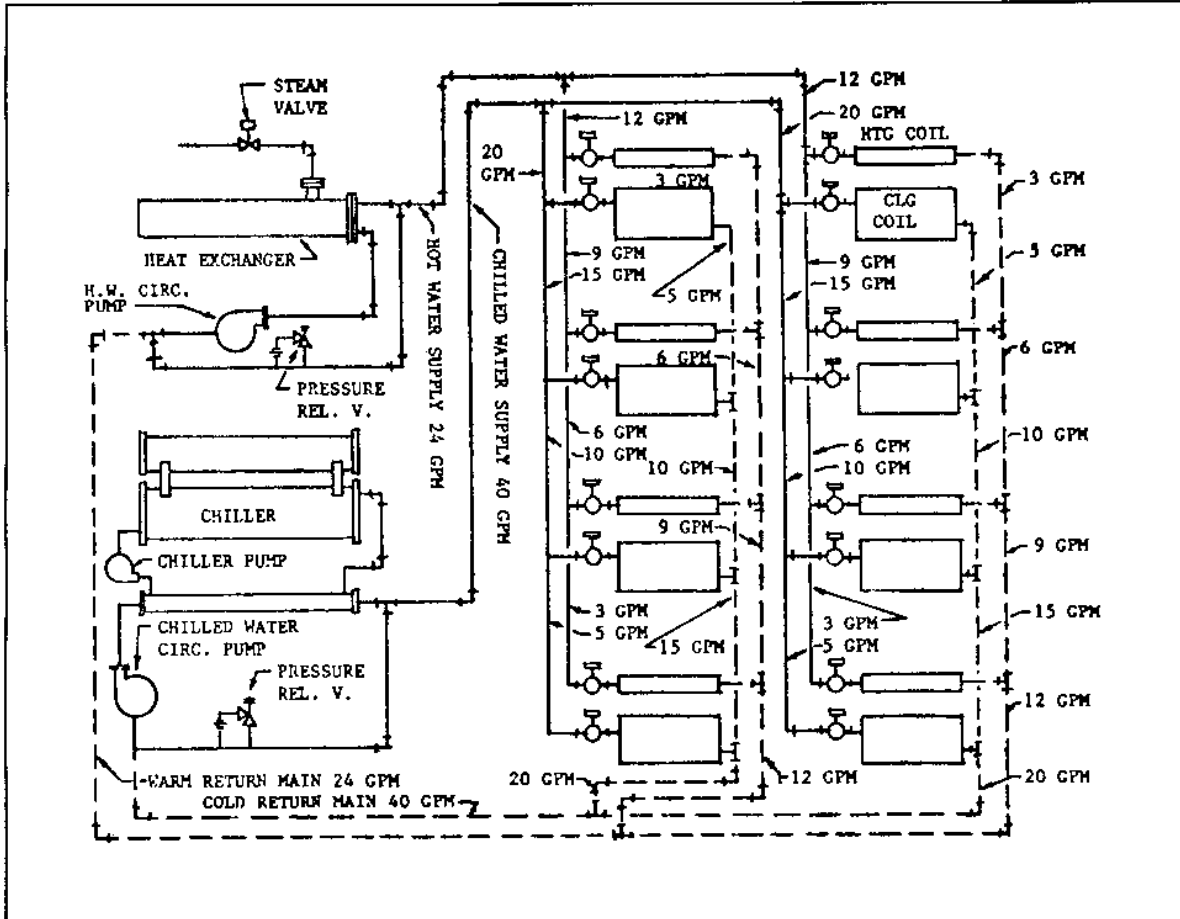 STEAM
VALVE
12 GPM
20 GPM
HTG COIL
12 GPM
20
GPM
3 GPM
3 GPM
CLG
COIL
HEAT EXCHANGER
HOT WATER SUPPLY 24 GPM
CHILLED WATER SUPPLY 40 GPM
9 GPM
15 GPM
5 GPM
5 GPM
9 GPM
15 GPM
H.W. CIRC.
PUMP
PRESSURE
REL. V.
6 GPM
6 GPM
6 GPM
10 GPM
10 GPM
6 GPM
10 GPM
10 GPM
CHILLER
CHILLER PUMP
9 GPM
9 GPM
CHILLED WATER
CIRC. PUMP
3 GPM
5 GPM
15 GPM
3 GPM
5 GPM
15 GPM
PRESSURE
REL. V.
12 GPM
WARM RETURN MAIN 24 GPM
20 GPM
12 GPM
20 GPM
COLD RETURN MAIN 40 GPM